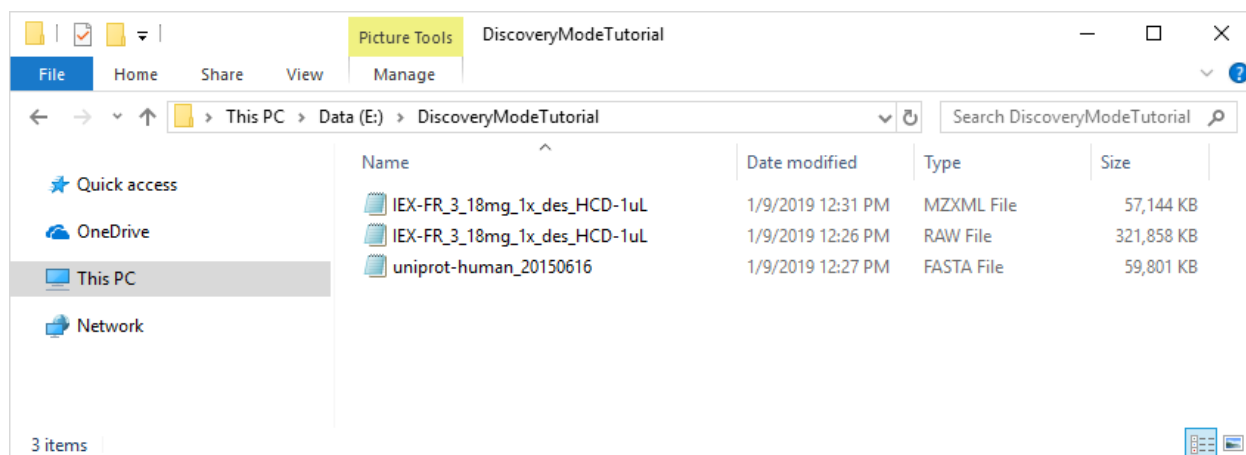 Picture Tools DiscoveryModeTutorial
File Home Share View Manage
This PC > Data (E:) > DiscoveryModeTutorial Search DiscoveryModeTutorial
Name Date modified Type Size
Quick access
IEX-FR_3_18mg_1x_des_HCD-1uL 1/9/2019 12:31 PM MZXML File 57,144 KB
OneDrive
IEX-FR_3_18mg_1x_des_HCD-1uL 1/9/2019 12:26 PM RAW File 321,858 KB
uniprot-human_20150616 1/9/2019 12:27 PM FASTA File 59,801 KB
This PC
Network
3 items